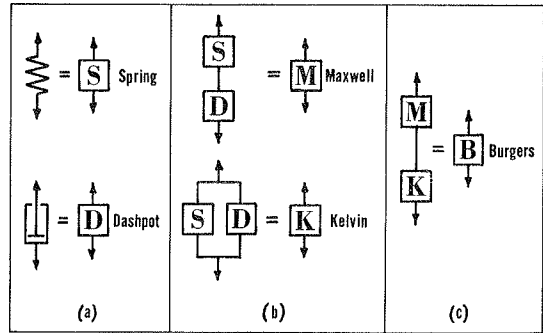 = S Spring
= D Dashpot
(a)
S
D
= M Maxwell
S D = K Kelvin
(b)
M
K
= B Burgers
(c)